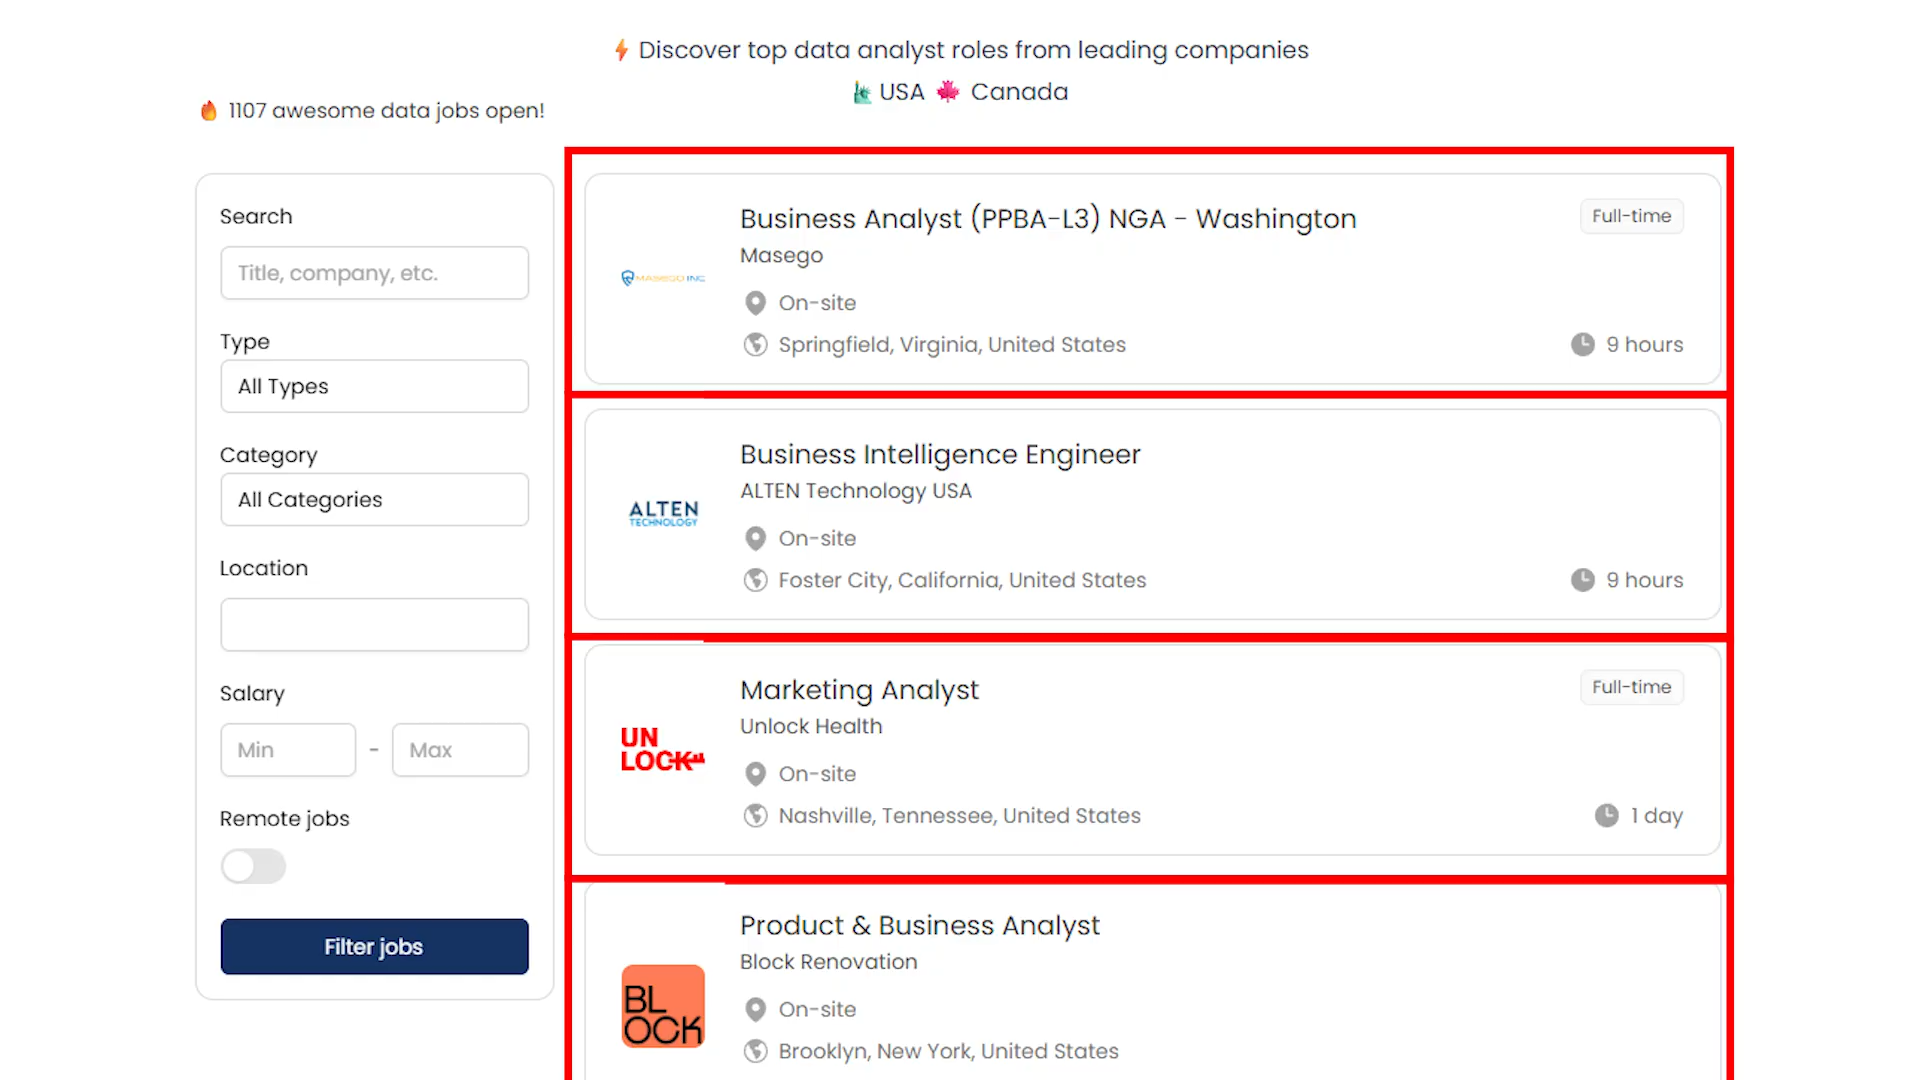 Discover top data analyst roles from leading companies
USA Canada
1107 awesome data jobs open!
Search
Title, company, etc.
Type
All Types
Category
All Categories
Location
Salary
Min - Max
Remote jobs
Filter jobs
MASEGO INC
Business Analyst (PPBA-L3) NGA - Washington
Full-time
Masego
On-site
Springfield, Virginia, United States
9 hours
ALTEN
TECHNOLOGY
Business Intelligence Engineer
ALTEN Technology USA
On-site
Foster City, California, United States
9 hours
UN
LOCK
Marketing Analyst
Full-time
Unlock Health
On-site
Nashville, Tennessee, United States
1 day
BL
OCK
Product & Business Analyst
Block Renovation
On-site
Brooklyn, New York, United States